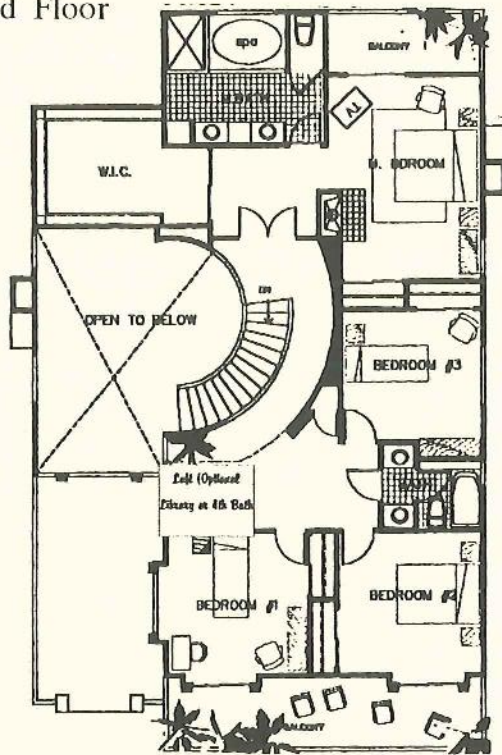 d Floor
spa
BALCONY
TV
W.I.C.
M. BDROOM
OPEN TO BELOW
BEDROOM #3
Loft (Optional
Library or 4th Bath
BEDROOM #1
BEDROOM #2
BALCONY